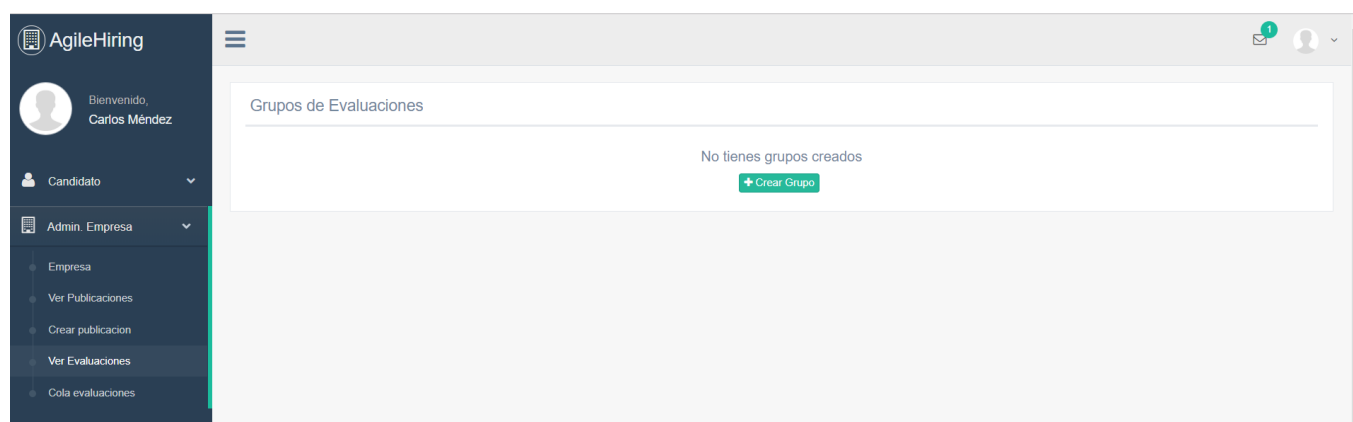 AgileHiring
1
Bienvenido,
Carlos Méndez
Candidato
Admin. Empresa
Empresa
Ver Publicaciones
Crear publicacion
Ver Evaluaciones
Cola evaluaciones
Grupos de Evaluaciones
No tienes grupos creados
+ Crear Grupo